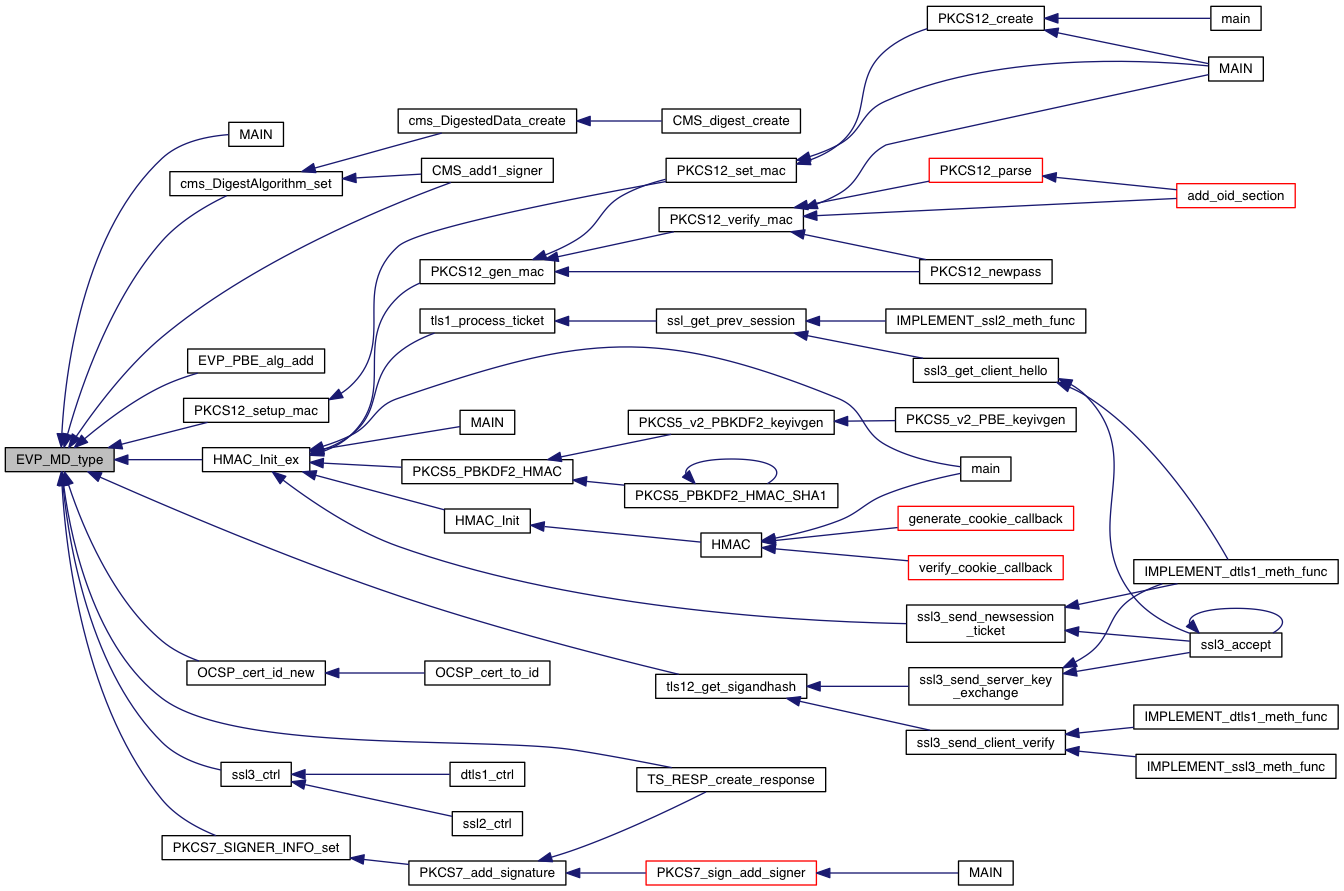 PKCS12_create
main
MAIN
cms_DigestedData_create
CMS_digest_create
MAIN
CMS_add1_signer
PKCS12_set_mac
PKCS12_parse
cms_DigestAlgorithm_set
add_oid_section
PKCS12_verify_mac
PKCS12_gen_mac
PKCS12_newpass
tls1_process_ticket
ssl_get_prev_session
IMPLEMENT_ssl2_meth_func
EVP_PBE_alg_add
ssl3_get_client_hello
PKCS12_setup_mac
MAIN
PKCS5_v2_PBKDF2_keyivgen
PKCS5_v2_PBE_keyivgen
EVP_MD_type
HMAC_Init_ex
PKCS5_PBKDF2_HMAC
main
PKCS5_PBKDF2_HMAC_SHA1
HMAC_Init
generate_cookie_callback
HMAC
verify_cookie_callback
IMPLEMENT_dtls1_meth_func
ssl3_send_newsession
_ticket
ssl3_accept
OCSP_cert_id_new
OCSP_cert_to_id
tls12_get_sigandhash
ssl3_send_server_key
_exchange
IMPLEMENT_dtls1_meth_func
ssl3_send_client_verify
IMPLEMENT_ssl3_meth_func
ssl3_ctrl
dtls1_ctrl
TS_RESP_create_response
ssl2_ctrl
PKCS7_SIGNER_INFO_set
PKCS7_add_signature
PKCS7_sign_add_signer
MAIN